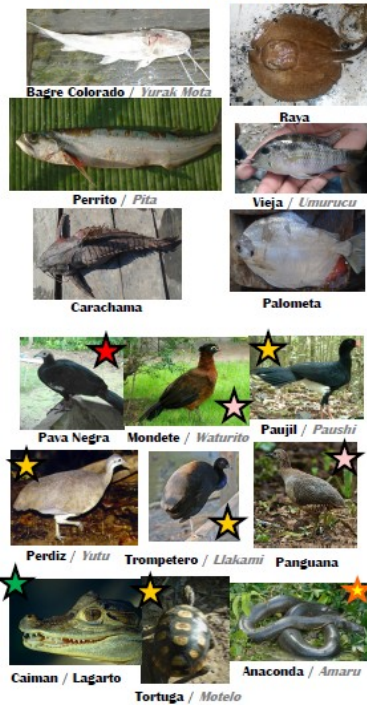 Bagre Colorado / Yurak Mota
Raya
Perrito / Pita
Vieja / Umurucu
Carachama
Palometa
Pava Negra
Mondete / Waturito
Paujil / Paushi
Perdiz / Yutu
Trompetero / Llakami
Panguana
Caiman / Lagarto
Tortuga / Motelo
Anaconda / Amaru